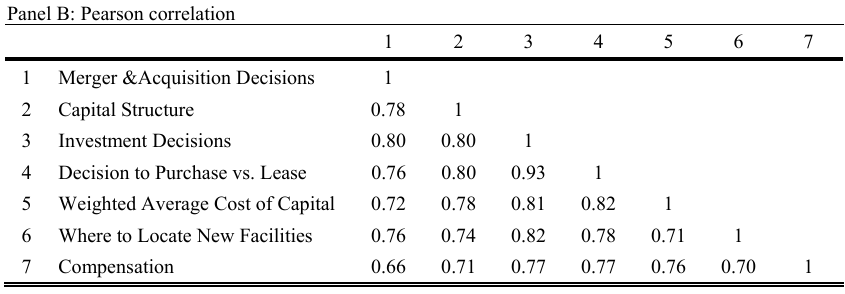 Panel B: Pearson correlation
1 2 3 4 5 6 7
1 Merger &Acquisition Decisions 1
2 Capital Structure 0.78 1
3 Investment Decisions 0.80 0.80 1
4 Decision to Purchase vs. Lease 0.76 0.80 0.93 1
5 Weighted Average Cost of Capital 0.72 0.78 0.81 0.82 1
6 Where to Locate New Facilities 0.76 0.74 0.82 0.78 0.71 1
7 Compensation 0.66 0.71 0.77 0.77 0.76 0.70 1